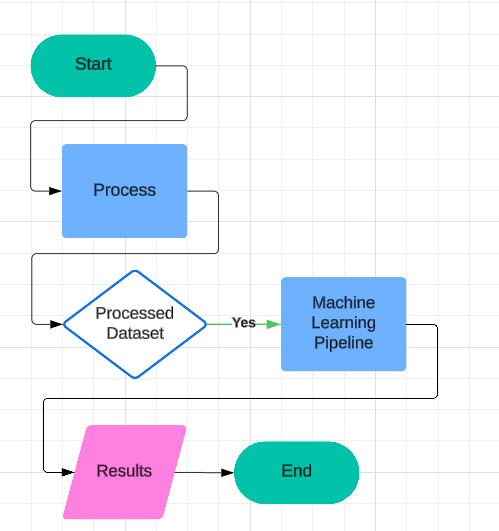 Start
Process
Processed
Dataset
Yes
Machine
Learning
Pipeline
Results
End